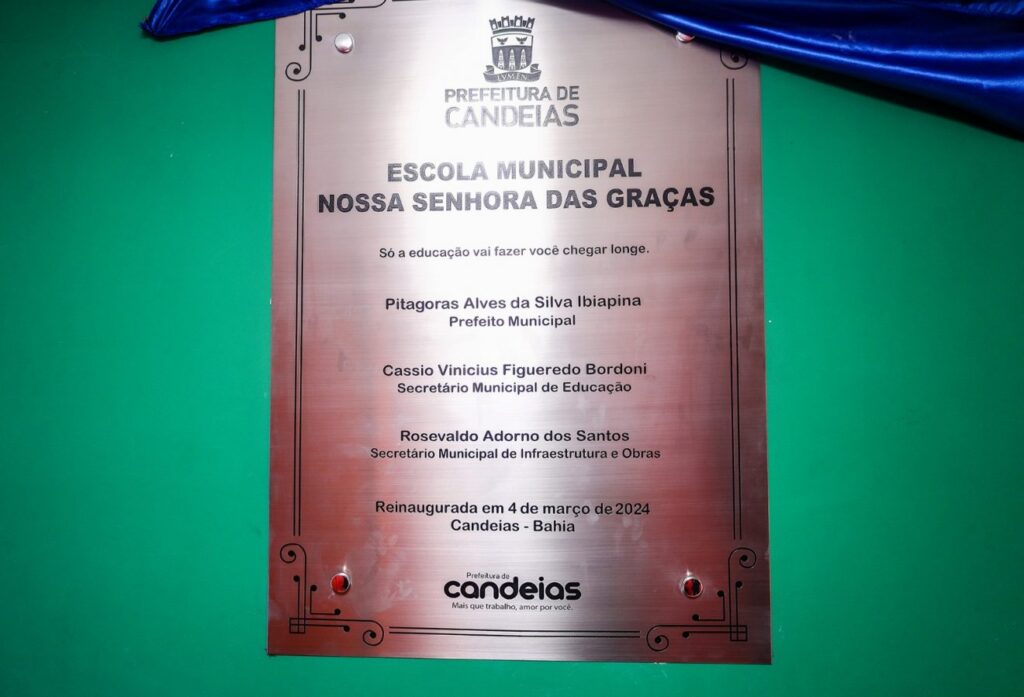 LVMEN
PREFEITURA DE
CANDEIAS
ESCOLA MUNICIPAL
NOSSA SENHORA DAS GRAÇAS
Só a educação vai fazer você chegar longe.
Pitagoras Alves da Silva Ibiapina
Prefeito Municipal
Cassio Vinicius Figueredo Bordoni
Secretário Municipal de Educação
Rosevaldo Adorno dos Santos
Secretário Municipal de Infraestrutura e Obras
Reinaugurada em 4 de março de 2024
Candeias - Bahia
Prefeitura de
candeias
Mais que trabalho, amor por você.